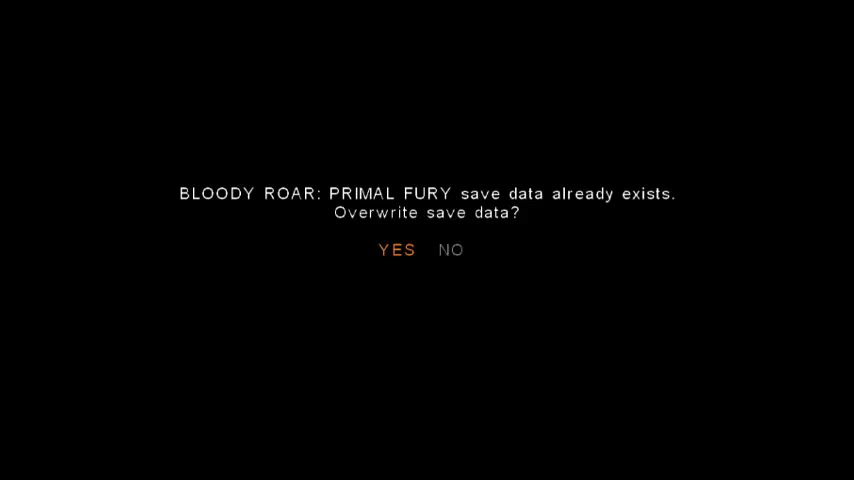 BLOODY ROAR: PRIMAL FURY save data already exists.
Overwrite save data?
YES NO